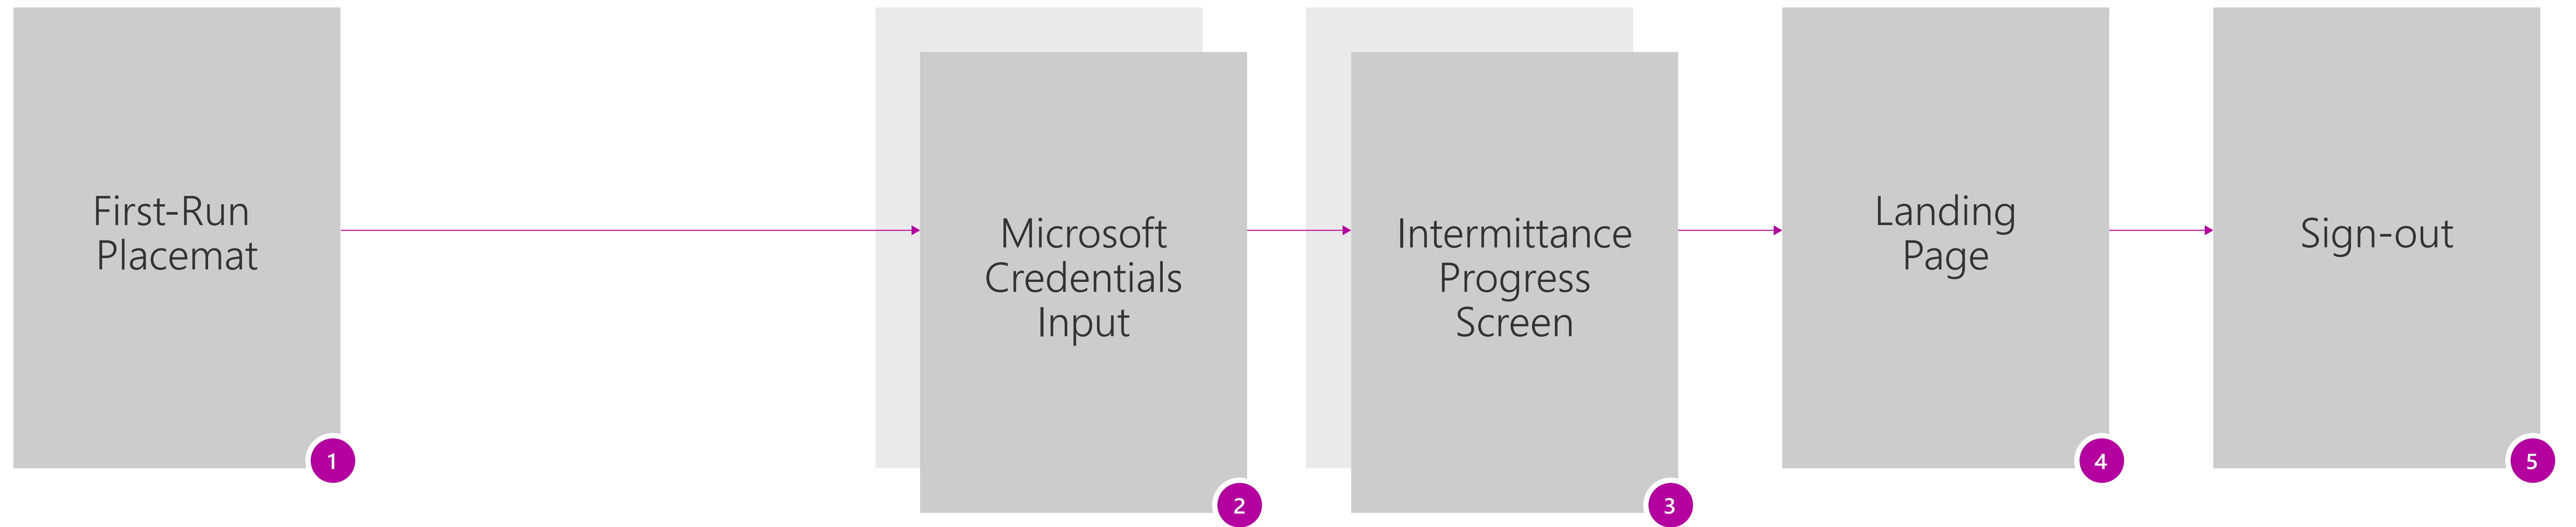 First-Run
Placemat
1
Microsoft
Credentials
Input
2
Intermittance
Progress
Screen
3
Landing
Page
4
Sign-out
5